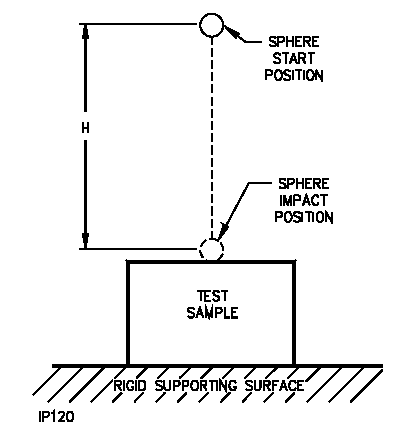 SPHERE
START
POSITION
H
SPHERE
IMPACT
POSITION
TEST
SAMPLE
RIGID SUPPORTING SURFACE
IP120